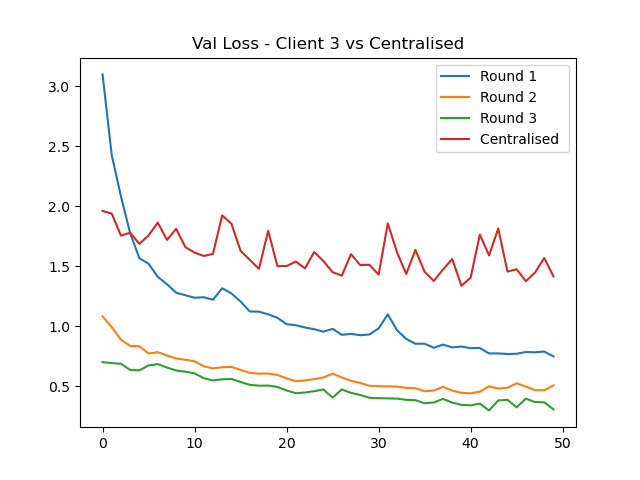 Val Loss - Client 3 vs Centralised
Round 1
Round 2
Round 3
Centralised
3.0
2.5
2.0
1.5
1.0
0.5
0 10 20 30 40 50